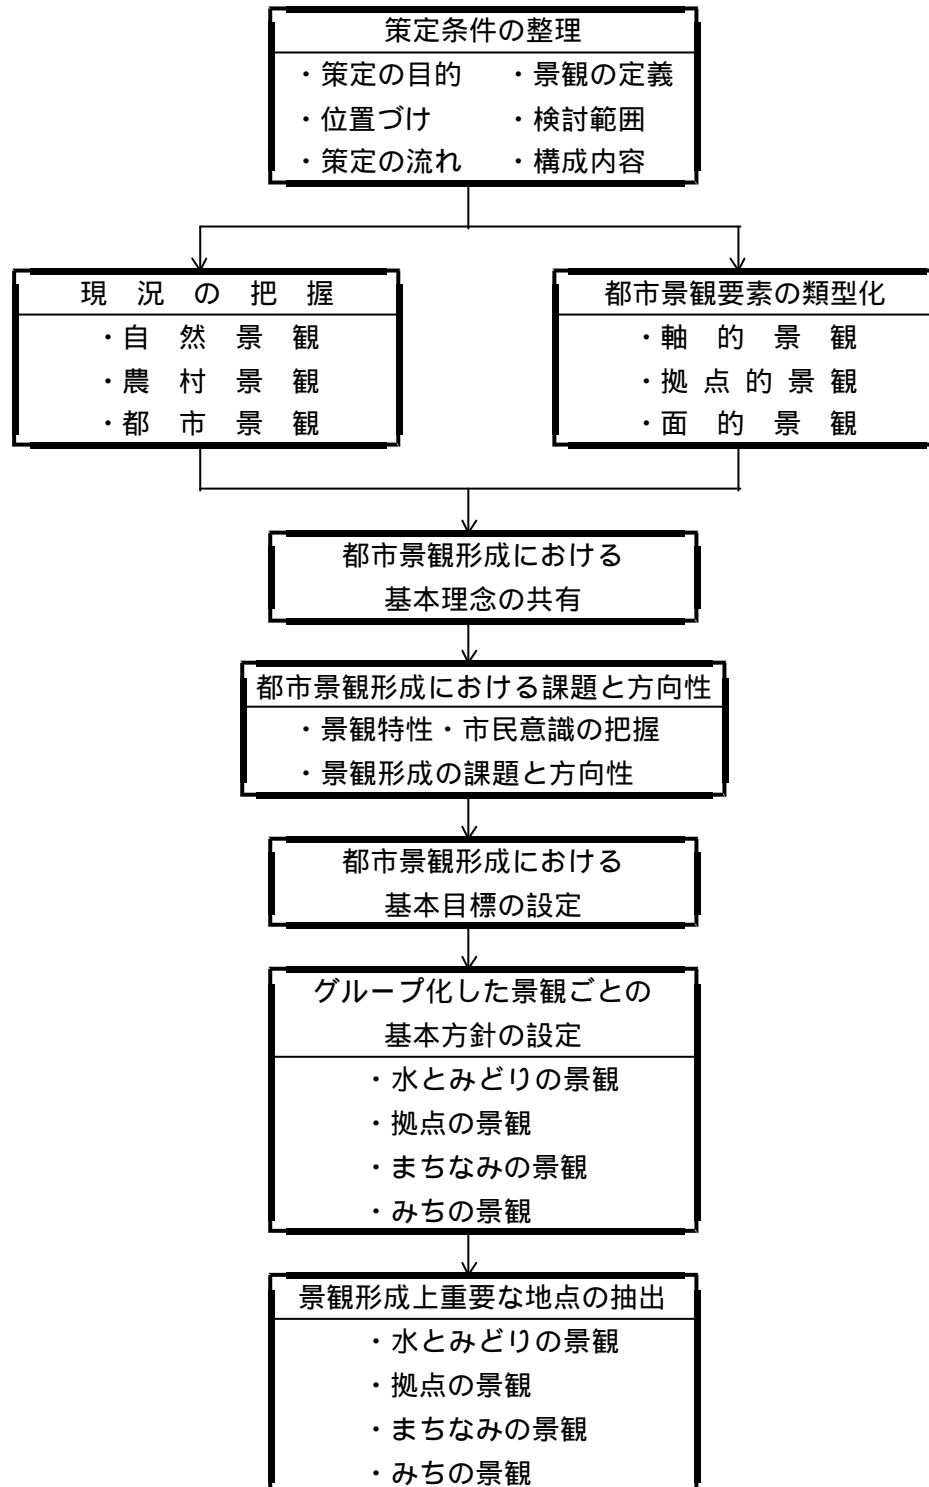 策定条件の整理
・策定の目的 ・景観の定義
・位置づけ ・検討範囲
・策定の流れ ・構成内容
現 況 の 把 握
・自 然 景 観
・農 村 景 観
・都 市 景 観
都市景観要素の類型化
・軸 的 景 観
・拠 点 的 景 観
・面 的 景 観
都市景観形成における
基本理念の共有
都市景観形成における課題と方向性
・景観特性・市民意識の把握
・景観形成の課題と方向性
都市景観形成における
基本目標の設定
グループ化した景観ごとの
基本方針の設定
・水とみどりの景観
・拠点の景観
・まちなみの景観
・みちの景観
景観形成上重要な地点の抽出
・水とみどりの景観
・拠点の景観
・まちなみの景観
・みちの景観